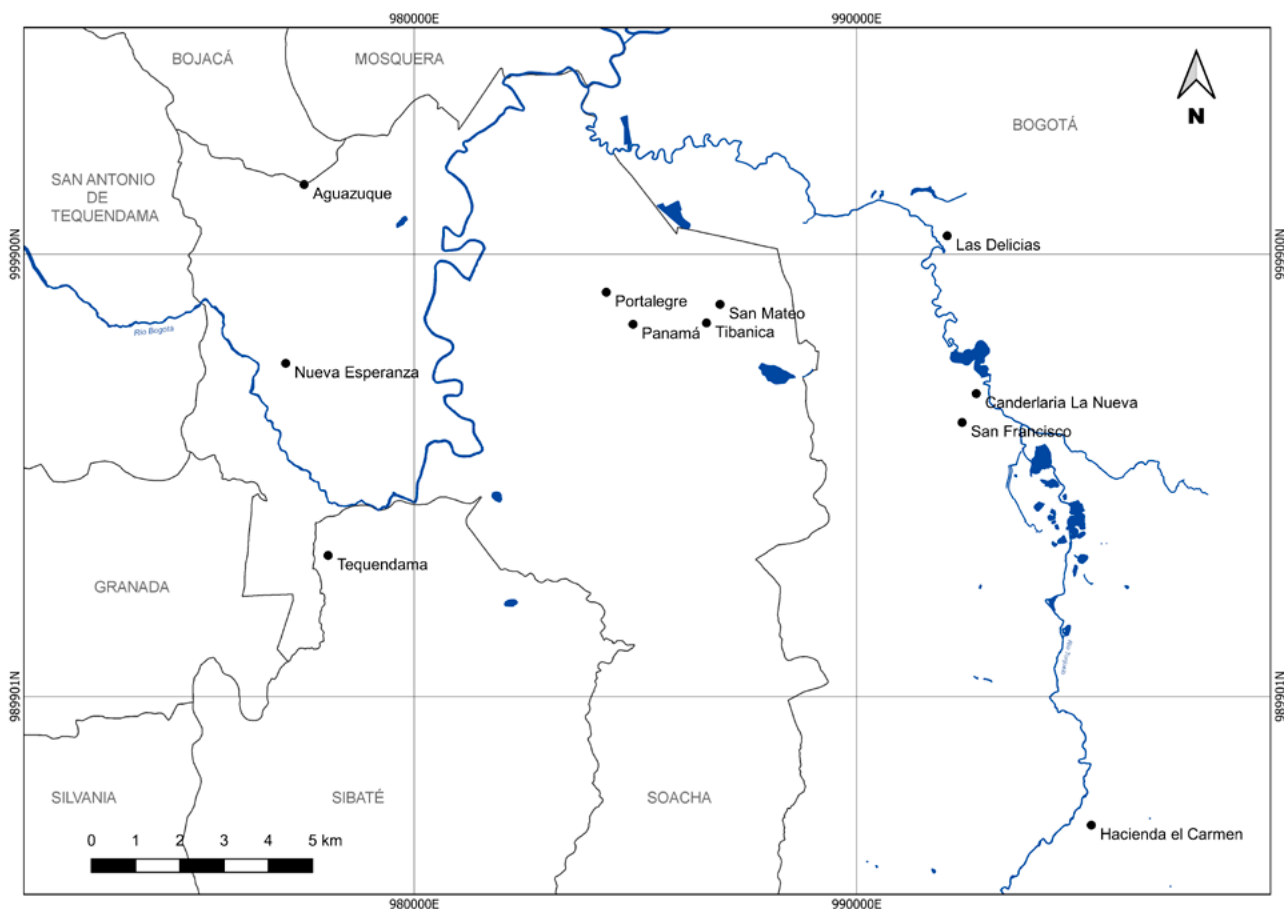 980000E
990000E
BOJACÁ
MOSQUERA
N
BOGOTÁ
SAN ANTONIO
DE
TEQUENDAMA
Aguazuque
Las Delicias
999900N
999900N
Portalegre
San Mateo
Panamá
Tibanica
Río Bogotá
Nueva Esperanza
Canderlaria La Nueva
San Francisco
Tequendama
GRANADA
989901N
989901N
SILVANIA
SIBATÉ
SOACHA
0 1 2 3 4 5 km
Hacienda el Carmen
980000E
990000E